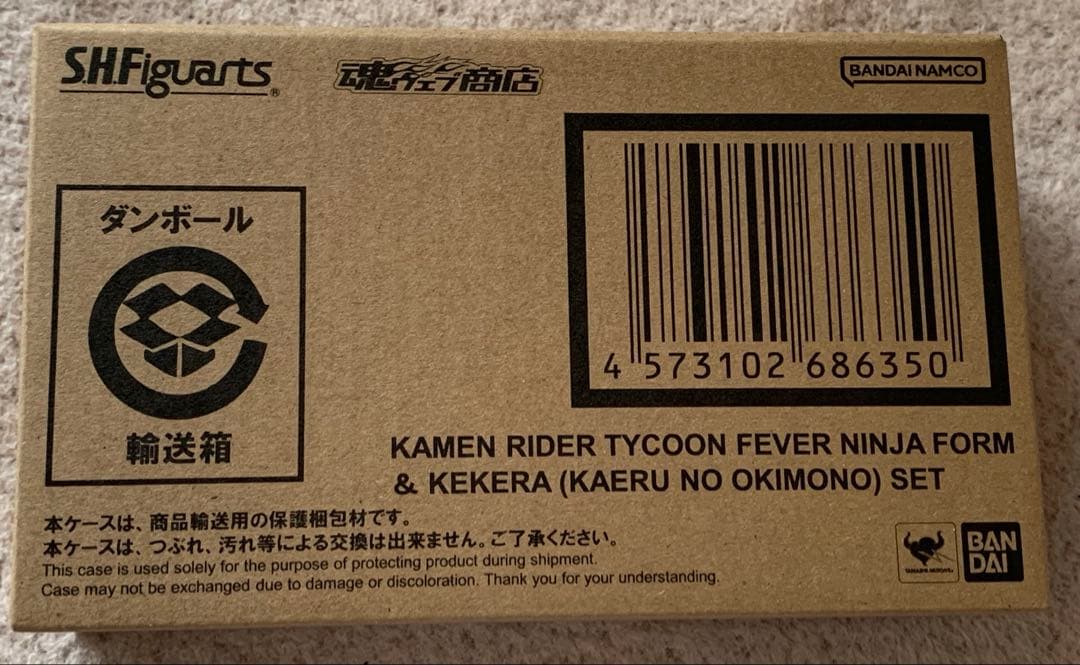 S.H.Figuarts®
魂ウェブ商店
BANDAI NAMCO
ダンボール
輸送箱
4 573102 686350
KAMEN RIDER TYCOON FEVER NINJA FORM
& KEKERA (KAERU NO OKIMONO) SET
本ケースは、商品輸送用の保護梱包材です。
本ケースは、つぶれ、汚れ等による交換は出来ません。ご了承ください。
This case is used solely for the purpose of protecting product during shipment.
Case may not be exchanged due to damage or discoloration. Thank you for your understanding.
TAMASHII NATIONS
BAN
DAI